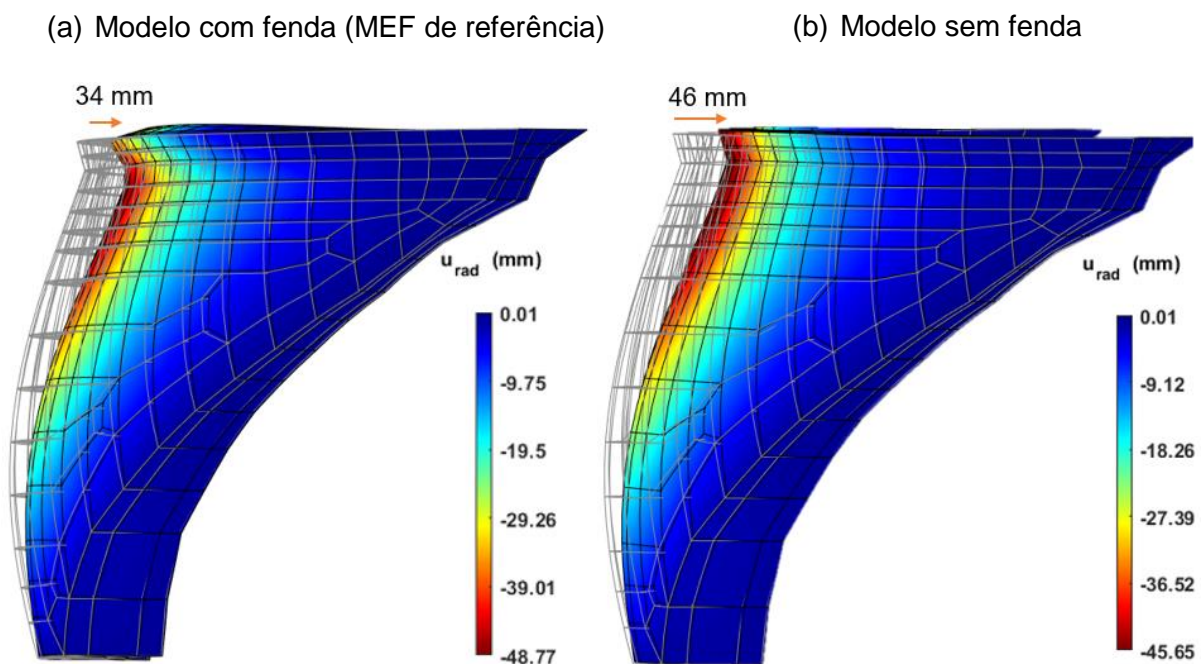 (a) Modelo com fenda (MEF de referência)
(b) Modelo sem fenda
34 mm
46 mm
u_rad (mm)
0.01
-9.75
-19.5
-29.26
-39.01
-48.77
u_rad (mm)
0.01
-9.12
-18.26
-27.39
-36.52
-45.65